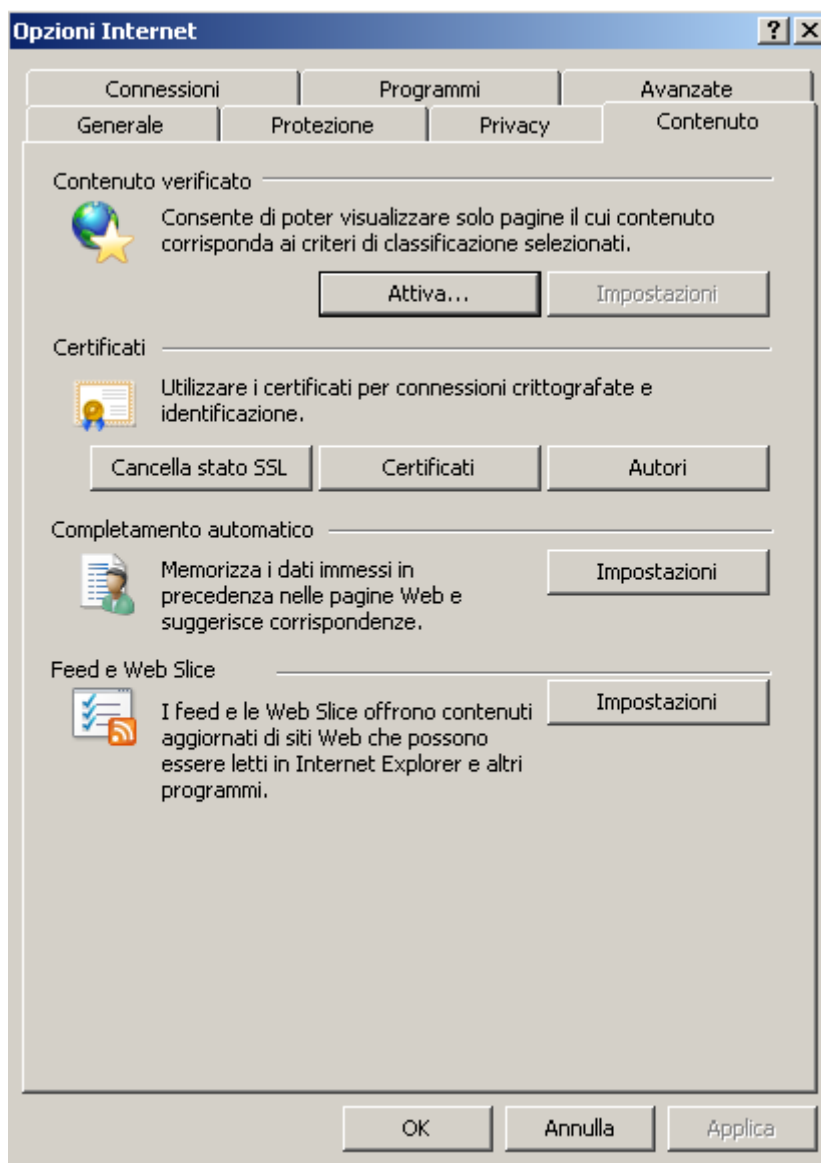 Opzioni Internet
Connessioni Programmi Avanzate
Generale Protezione Privacy Contenuto
Contenuto verificato
Consente di poter visualizzare solo pagine il cui contenuto
corrisponda ai criteri di classificazione selezionati.
Attiva... Impostazioni
Certificati
Utilizzare i certificati per connessioni crittografate e
identificazione.
Cancella stato SSL Certificati Autori
Completamento automatico
Memorizza i dati immessi in
precedenza nelle pagine Web e
suggerisce corrispondenze.
Impostazioni
Feed e Web Slice
I feed e le Web Slice offrono contenuti
aggiornati di siti Web che possono
essere letti in Internet Explorer e altri
programmi.
Impostazioni
OK Annulla Applica